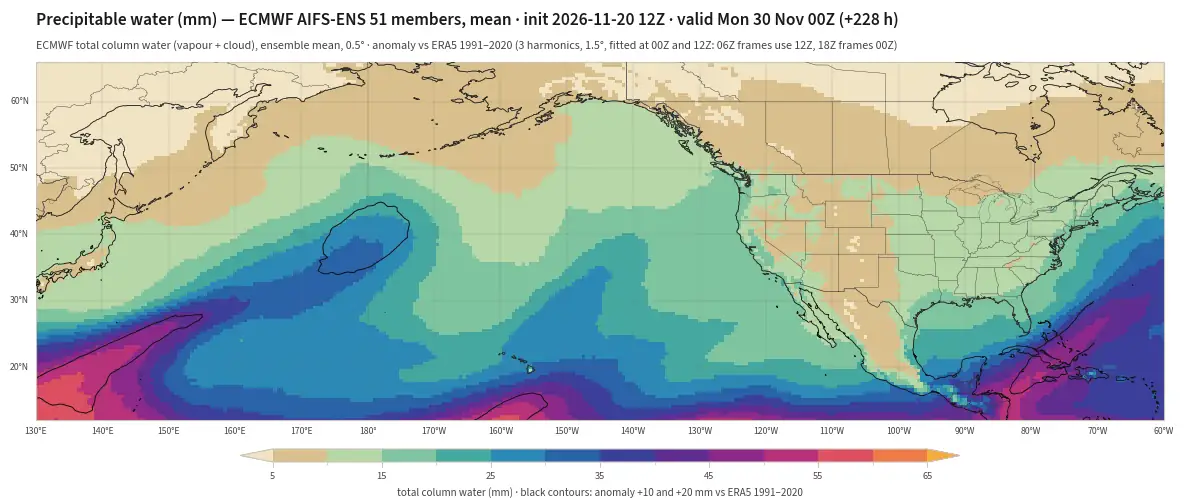 Precipitable water (mm) — ECMWF AIFS-ENS 51 members, mean · init 2026-11-20 12Z · valid Mon 30 Nov 00Z (+228 h)
ECMWF total column water (vapour + cloud), ensemble mean, 0.5° · anomaly vs ERA5 1991–2020 (3 harmonics, 1.5°, fitted at 00Z and 12Z: 06Z frames use 12Z, 18Z frames 00Z)
60°N
50°N
40°N
30°N
20°N
130°E 140°E 150°E 160°E 170°E 180° 170°W 160°W 150°W 140°W 130°W 120°W 110°W 100°W 90°W 80°W 70°W 60°W
5 15 25 35 45 55 65
total column water (mm) · black contours: anomaly +10 and +20 mm vs ERA5 1991–2020